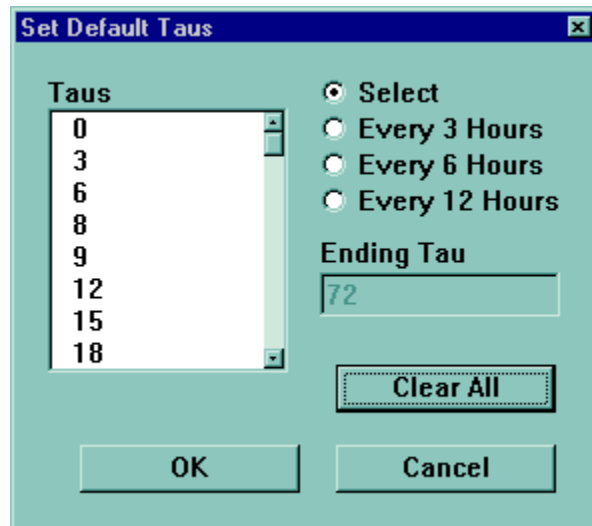 Set Default Taus
Taus
0
3
6
8
9
12
15
18
Select
Every 3 Hours
Every 6 Hours
Every 12 Hours
Ending Tau
72
Clear All
OK
Cancel